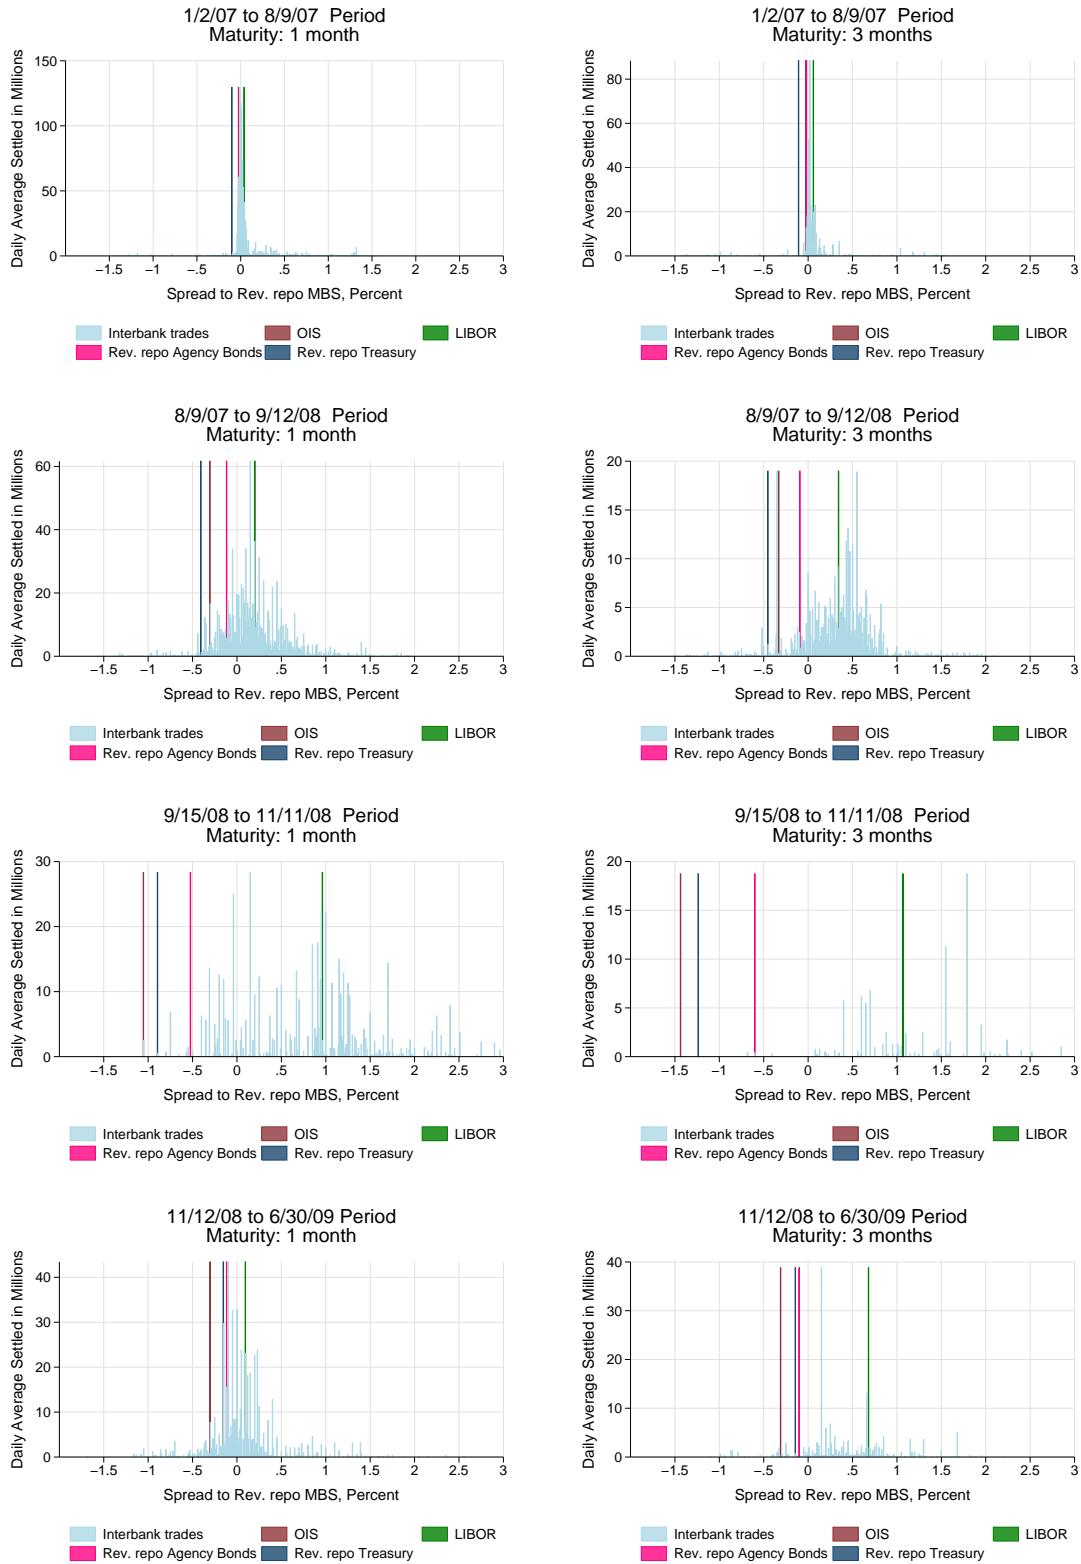 1/2/07 to 8/9/07  Period
Maturity: 1 month
Daily Average Settled in Millions
150
100
50
0
−1.5 −1 −.5 0 .5 1 1.5 2 2.5 3
Spread to Rev. repo MBS, Percent
Interbank trades OIS LIBOR
Rev. repo Agency Bonds Rev. repo Treasury
1/2/07 to 8/9/07  Period
Maturity: 3 months
Daily Average Settled in Millions
80
60
40
20
0
−1.5 −1 −.5 0 .5 1 1.5 2 2.5 3
Spread to Rev. repo MBS, Percent
Interbank trades OIS LIBOR
Rev. repo Agency Bonds Rev. repo Treasury
8/9/07 to 9/12/08  Period
Maturity: 1 month
Daily Average Settled in Millions
60
40
20
0
−1.5 −1 −.5 0 .5 1 1.5 2 2.5 3
Spread to Rev. repo MBS, Percent
Interbank trades OIS LIBOR
Rev. repo Agency Bonds Rev. repo Treasury
8/9/07 to 9/12/08  Period
Maturity: 3 months
Daily Average Settled in Millions
20
15
10
5
0
−1.5 −1 −.5 0 .5 1 1.5 2 2.5 3
Spread to Rev. repo MBS, Percent
Interbank trades OIS LIBOR
Rev. repo Agency Bonds Rev. repo Treasury
9/15/08 to 11/11/08  Period
Maturity: 1 month
Daily Average Settled in Millions
30
20
10
0
−1.5 −1 −.5 0 .5 1 1.5 2 2.5 3
Spread to Rev. repo MBS, Percent
Interbank trades OIS LIBOR
Rev. repo Agency Bonds Rev. repo Treasury
9/15/08 to 11/11/08  Period
Maturity: 3 months
Daily Average Settled in Millions
20
15
10
5
0
−1.5 −1 −.5 0 .5 1 1.5 2 2.5 3
Spread to Rev. repo MBS, Percent
Interbank trades OIS LIBOR
Rev. repo Agency Bonds Rev. repo Treasury
11/12/08 to 6/30/09 Period
Maturity: 1 month
Daily Average Settled in Millions
40
30
20
10
0
−1.5 −1 −.5 0 .5 1 1.5 2 2.5 3
Spread to Rev. repo MBS, Percent
Interbank trades OIS LIBOR
Rev. repo Agency Bonds Rev. repo Treasury
11/12/08 to 6/30/09 Period
Maturity: 3 months
Daily Average Settled in Millions
40
30
20
10
0
−1.5 −1 −.5 0 .5 1 1.5 2 2.5 3
Spread to Rev. repo MBS, Percent
Interbank trades OIS LIBOR
Rev. repo Agency Bonds Rev. repo Treasury